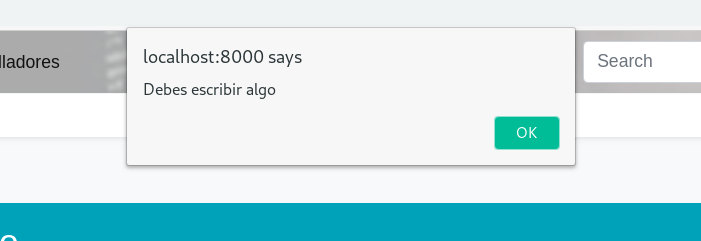 localhost:8000 says
lladores
Search
Debes escribir algo
OK